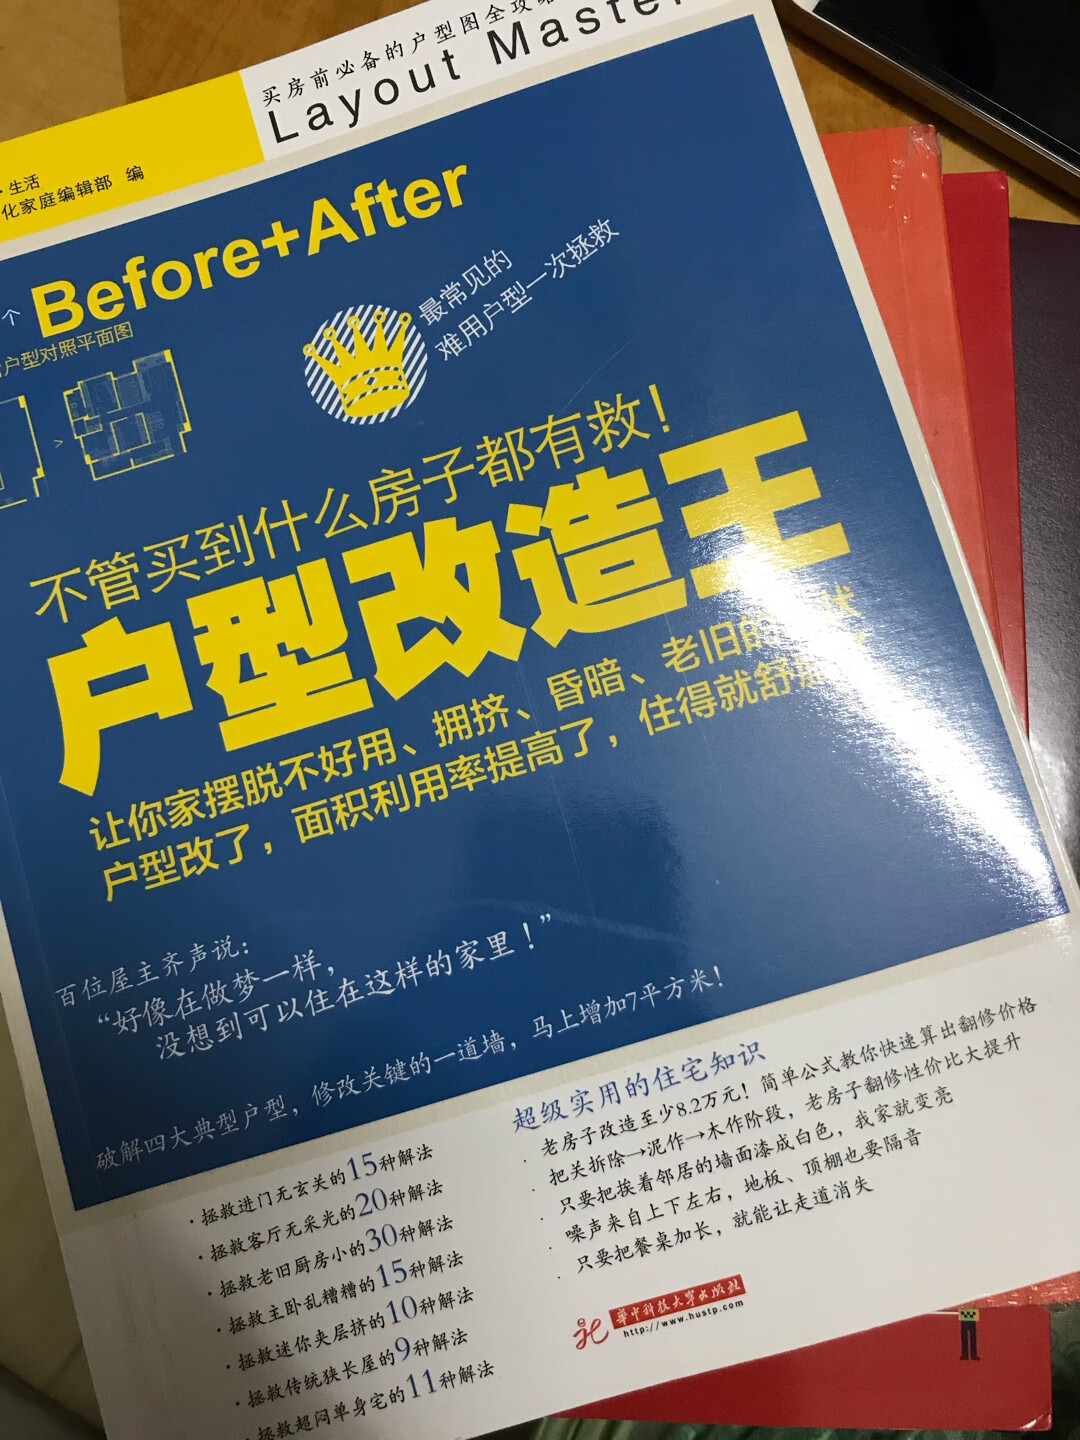 买房前必备的户型图全攻略
Layout Master
·生活
化家庭编辑部 编
个 Before+After
户型对照平面图
最常见的
难用户型一次拯救
不管买到什么房子都有救！
户型改造王
让你家摆脱不好用、拥挤、昏暗、老旧的
户型改了，面积利用率提高了，住得就舒
百位屋主齐声说：
“好像在做梦一样，
没想到可以住在这样的家里！”
破解四大典型户型，修改关键的一道墙，马上增加7平方米！
·拯救进门无玄关的15种解法
·拯救客厅无采光的20种解法
·拯救老旧厨房小的30种解法
·拯救主卧乱糟糟的15种解法
·拯救迷你夹层挤的10种解法
·拯救传统狭长屋的9种解法
·拯救超闷单身宅的11种解法
超级实用的住宅知识
·老房子改造至少8.2万元！简单公式教你快速算出翻修价格
·把关拆除→泥作→木作阶段，老房子翻修性价比大提升
·只要把挨着邻居的墙面漆成白色，我家就变亮
·噪声来自上下左右，地板、顶棚也要隔音
·只要把餐桌加长，就能让走道消失
华中科技大学出版社
http://www.hustp.com